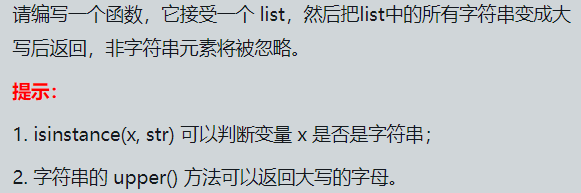 请编写一个函数，它接受一个 list，然后把list中的所有字符串变成大
写后返回，非字符串元素将被忽略。
提示：
1. isinstance(x, str) 可以判断变量 x 是否是字符串；
2. 字符串的 upper() 方法可以返回大写的字母。